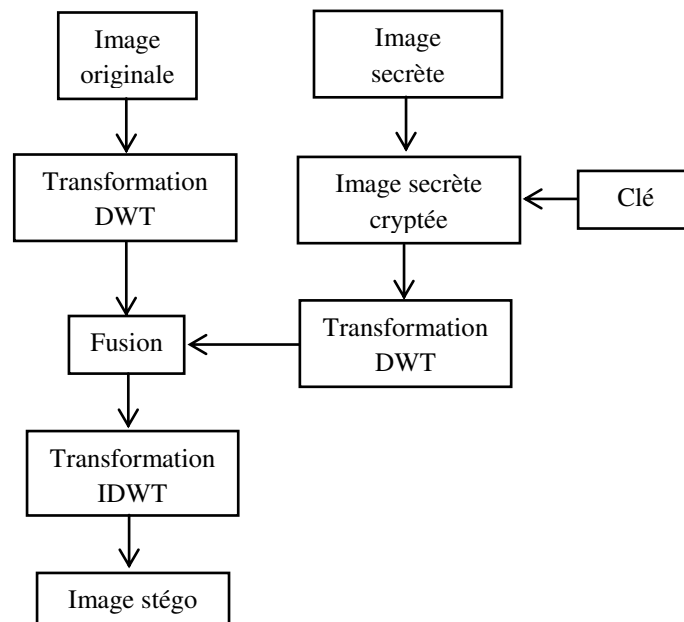 Image
originale
Image
secrète
Transformation
DWT
Image secrète
cryptée
Clé
Fusion
Transformation
DWT
Transformation
IDWT
Image stégo